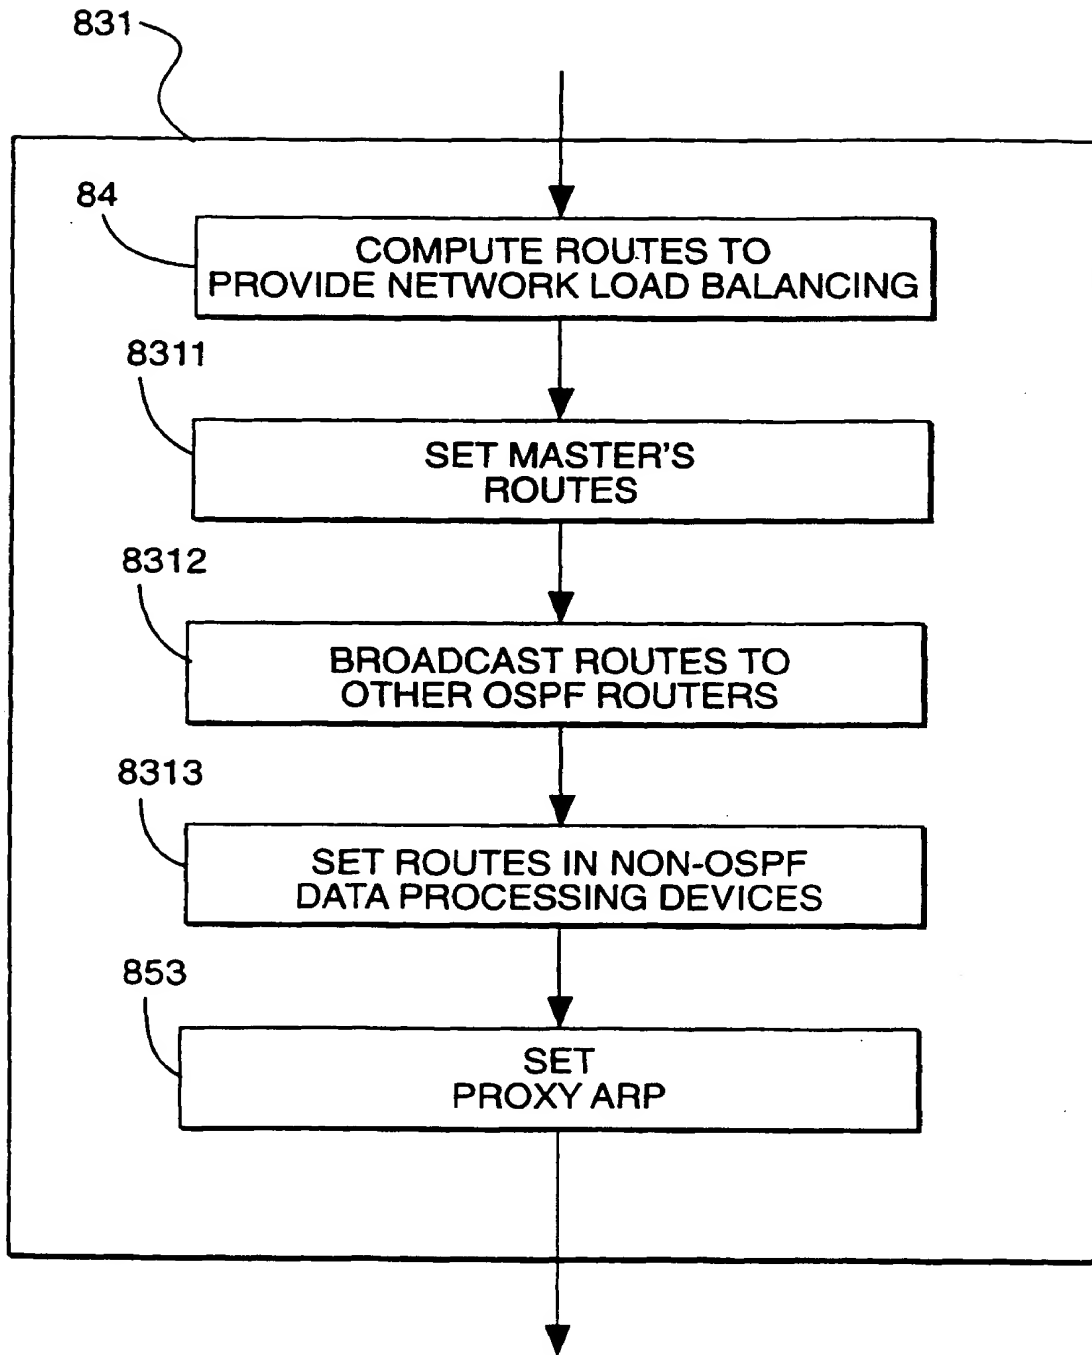 831
84
COMPUTE ROUTES TO
PROVIDE NETWORK LOAD BALANCING
8311
SET MASTER'S
ROUTES
8312
BROADCAST ROUTES TO
OTHER OSPF ROUTERS
8313
SET ROUTES IN NON-OSPF
DATA PROCESSING DEVICES
853
SET
PROXY ARP